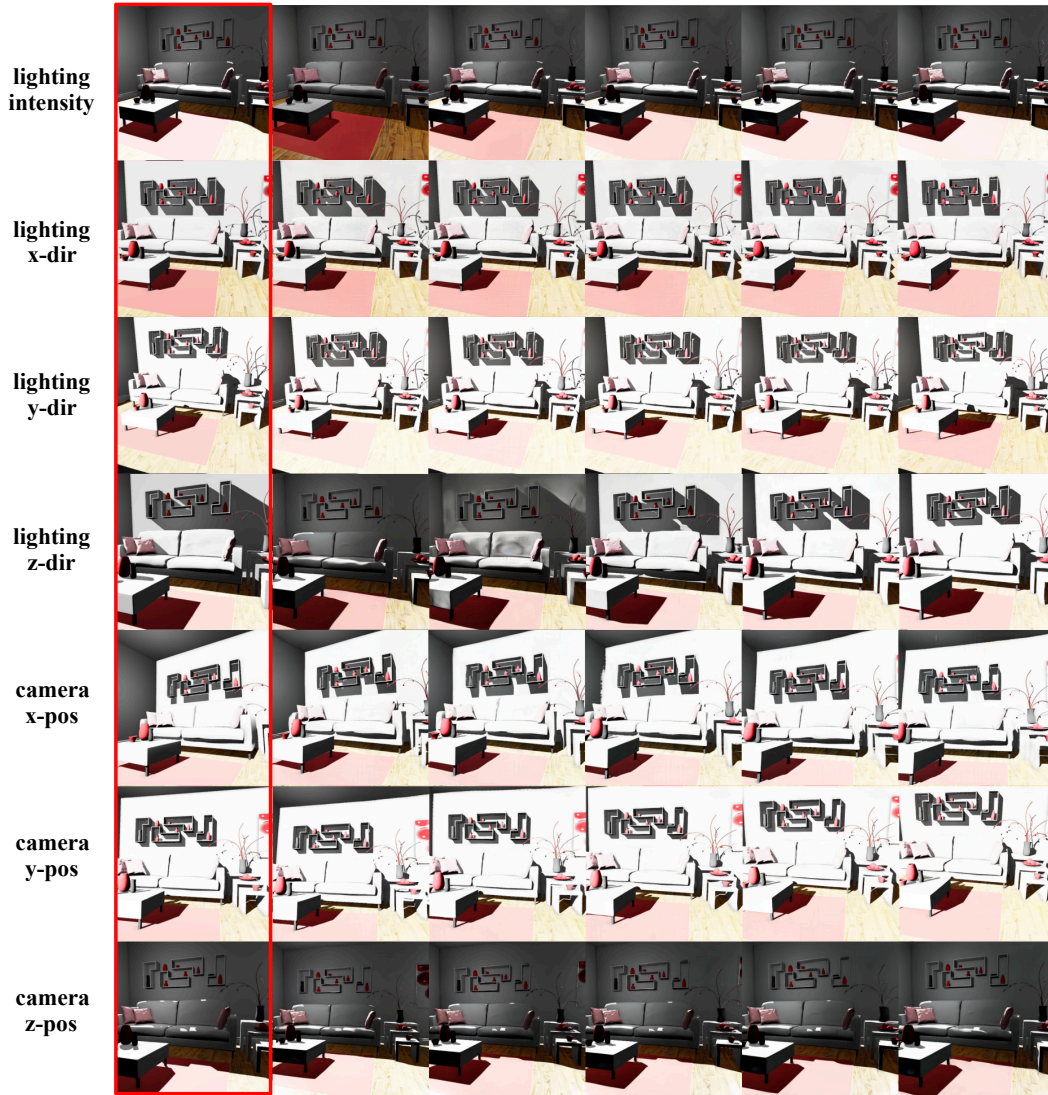 lighting
intensity
lighting
x-dir
lighting
y-dir
lighting
z-dir
camera
x-pos
camera
y-pos
camera
z-pos